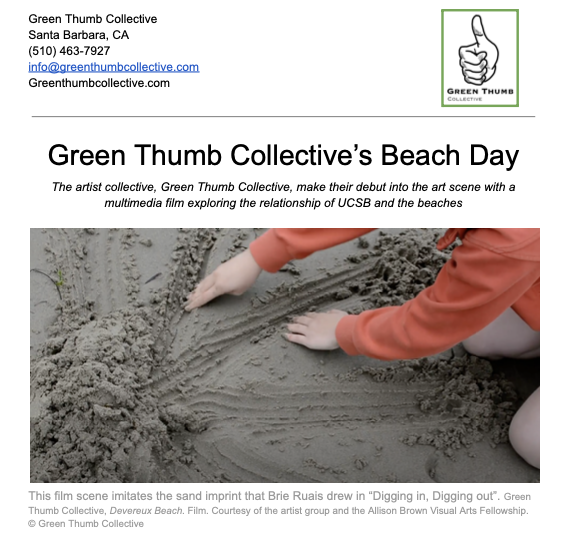 Green Thumb Collective
Santa Barbara, CA
(510) 463-7927
info@greenthumbcollective.com
Greenthumbcollective.com
GREEN THUMB
COLLECTIVE
Green Thumb Collective’s Beach Day
The artist collective, Green Thumb Collective, make their debut into the art scene with a
multimedia film exploring the relationship of UCSB and the beaches
This film scene imitates the sand imprint that Brie Ruais drew in “Digging in, Digging out”. Green
Thumb Collective, Devereux Beach. Film. Courtesy of the artist group and the Allison Brown Visual Arts Fellowship.
© Green Thumb Collective